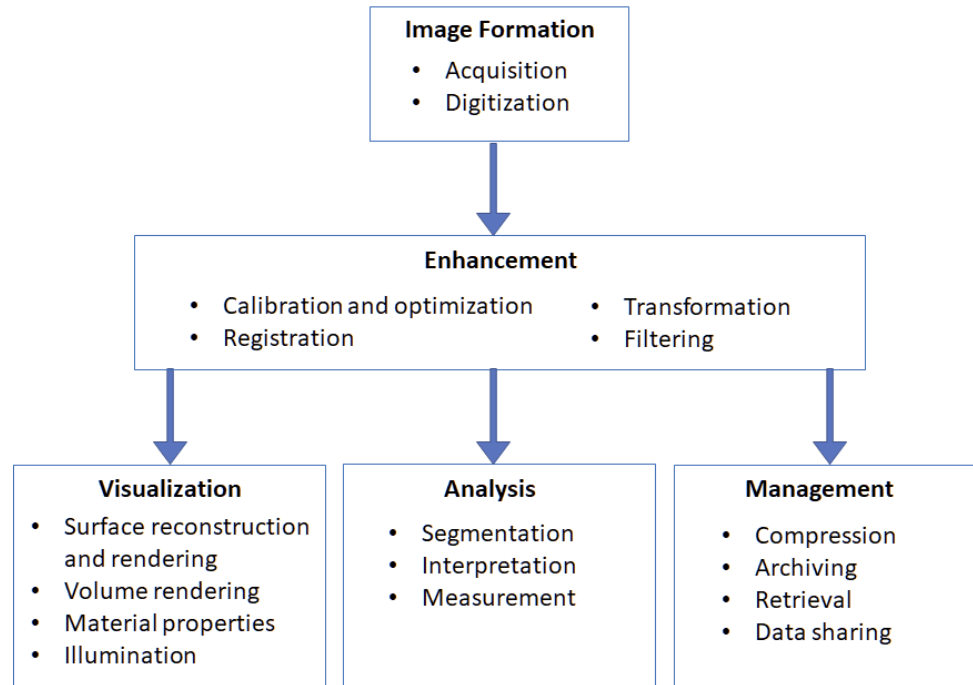 Image Formation
• Acquisition
• Digitization
Enhancement
• Calibration and optimization
• Registration
• Transformation
• Filtering
Visualization
• Surface reconstruction
and rendering
• Volume rendering
• Material properties
• Illumination
Analysis
• Segmentation
• Interpretation
• Measurement
Management
• Compression
• Archiving
• Retrieval
• Data sharing